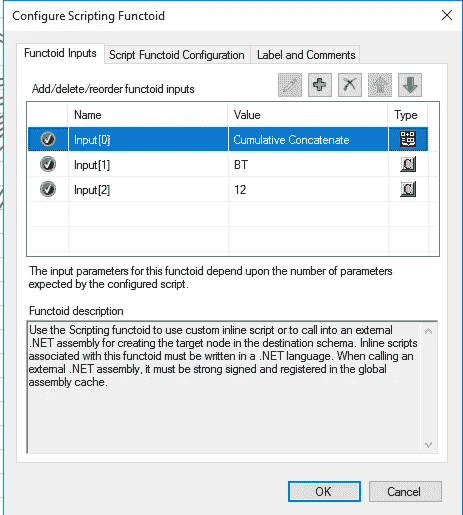 Configure Scripting Functoid
Functoid Inputs Script Functoid Configuration Label and Comments
Add/delete/reorder functoid inputs
Name Value Type
Input[0] Cumulative Concatenate
Input[1] BT C
Input[2] 12 C
The input parameters for this functoid depend upon the number of parameters
expected by the configured script.
Functoid description
Use the Scripting functoid to use custom inline script or to call into an external
.NET assembly for creating the target node in the destination schema. Inline scripts
associated with this functoid must be written in a .NET language. When calling an
external .NET assembly, it must be strong signed and registered in the global
assembly cache.
OK Cancel